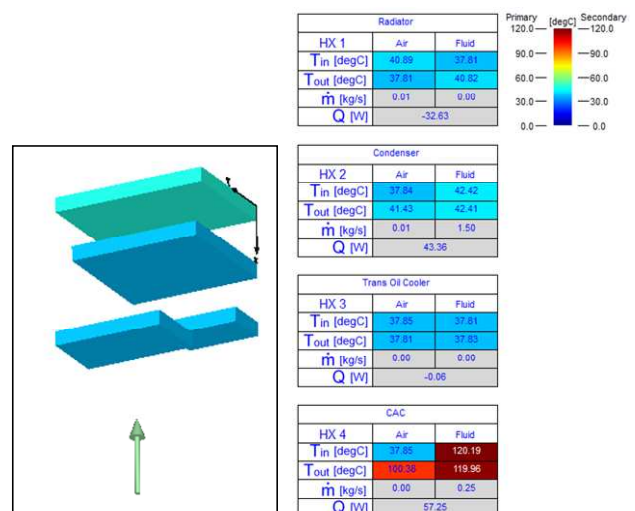 Radiator
HX 1 Air Fluid
Tin [degC] 40.89 37.81
Tout [degC] 37.81 40.82
ṁ [kg/s] 0.01 0.00
Q [W] -32.63
Primary [degC] Secondary
120.0 120.0
90.0 90.0
60.0 60.0
30.0 30.0
0.0 0.0
Condenser
HX 2 Air Fluid
Tin [degC] 37.84 42.42
Tout [degC] 41.43 42.41
ṁ [kg/s] 0.01 1.50
Q [W] 43.36
Trans Oil Cooler
HX 3 Air Fluid
Tin [degC] 37.85 37.81
Tout [degC] 37.81 37.83
ṁ [kg/s] 0.00 0.00
Q [W] -0.06
CAC
HX 4 Air Fluid
Tin [degC] 37.85 120.19
Tout [degC] 100.38 119.96
ṁ [kg/s] 0.00 0.25
Q [W] 57.25